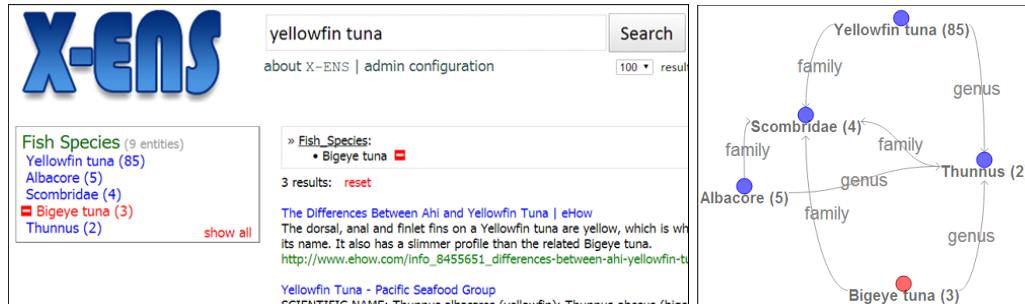 X-ENS
yellowfin tuna
Search
about X-ENS | admin configuration
100
Fish Species (9 entities)
Yellowfin tuna (85)
Albacore (5)
Scombridae (4)
Bigeye tuna (3)
Thunnus (2)
show all
» Fish_Species:
• Bigeye tuna
3 results: reset
The Differences Between Ahi and Yellowfin Tuna | eHow
The dorsal, anal and finlet fins on a Yellowfin tuna are yellow, which is wh
its name. It also has a slimmer profile than the related Bigeye tuna.
http://www.ehow.com/info_8455651_differences-between-ahi-yellowfin-tu
Yellowfin Tuna - Pacific Seafood Group
Yellowfin tuna (85)
family
genus
Scombridae (4)
family
family
Thunnus (2
genus
Albacore (5)
family
genus
Bigeye tuna (3)